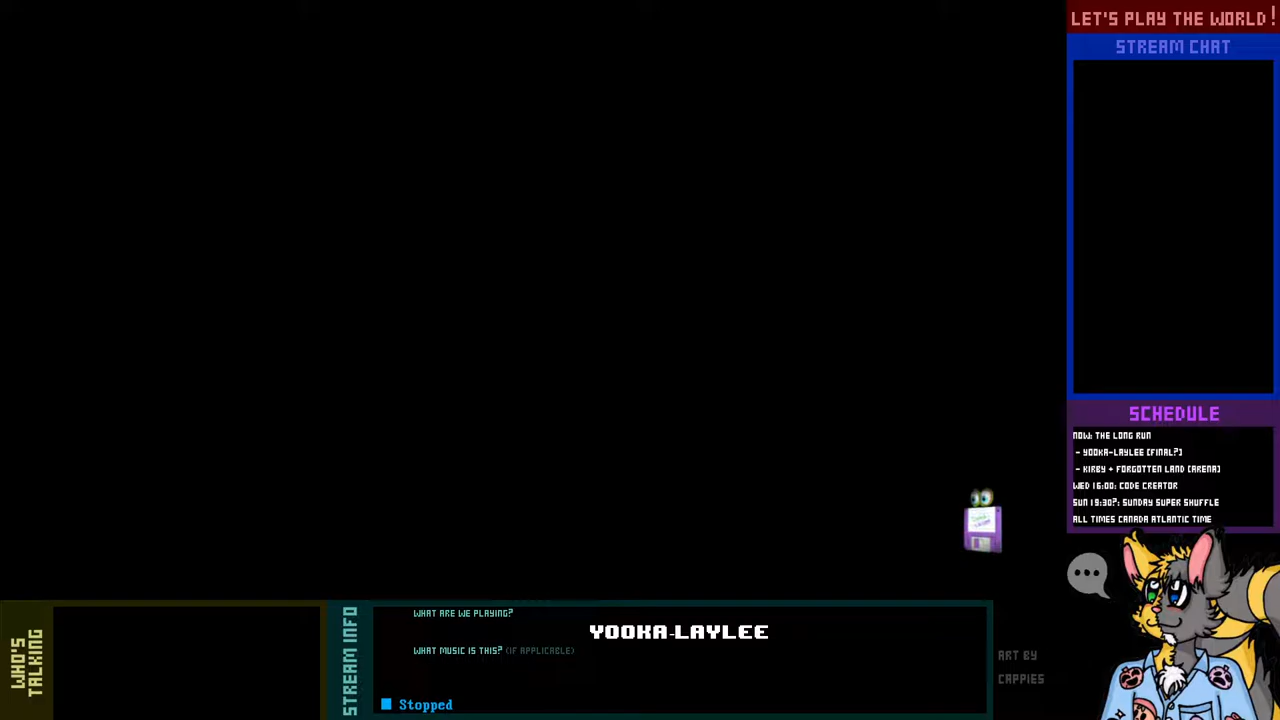 LET'S PLAY THE WORLD!
STREAM CHAT
SCHEDULE
NOW: THE LONG RUN
- YOOKA-LAYLEE [FINAL?]
- KIRBY + FORGOTTEN LAND [ARENA]
WED 16:00: CODE CREATOR
SUN 19:30?: SUNDAY SUPER SHUFFLE
ALL TIMES CANADA ATLANTIC TIME
WHO'S
TALKING
STREAM INFO
WHAT ARE WE PLAYING?
YOOKA-LAYLEE
WHAT MUSIC IS THIS? (IF APPLICABLE)
Stopped
ART BY
CAPPIES